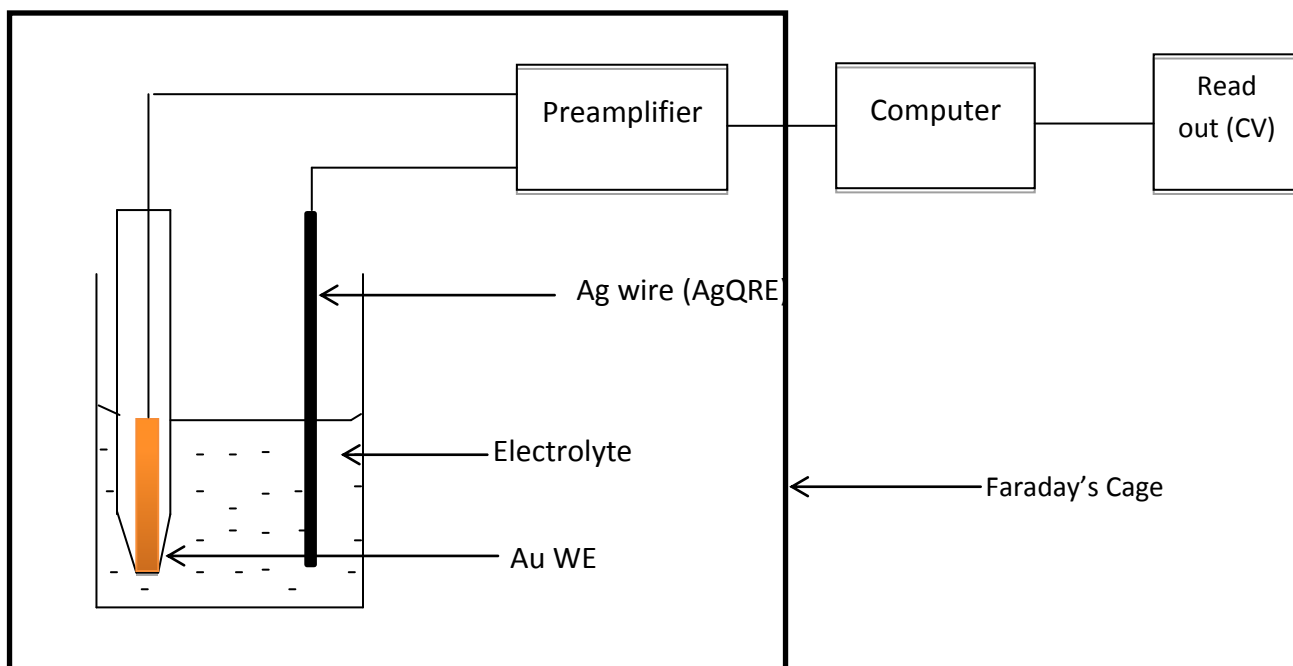 Preamplifier
Computer
Read
out (CV)
Ag wire (AgQRE)
Electrolyte
Faraday’s Cage
Au WE